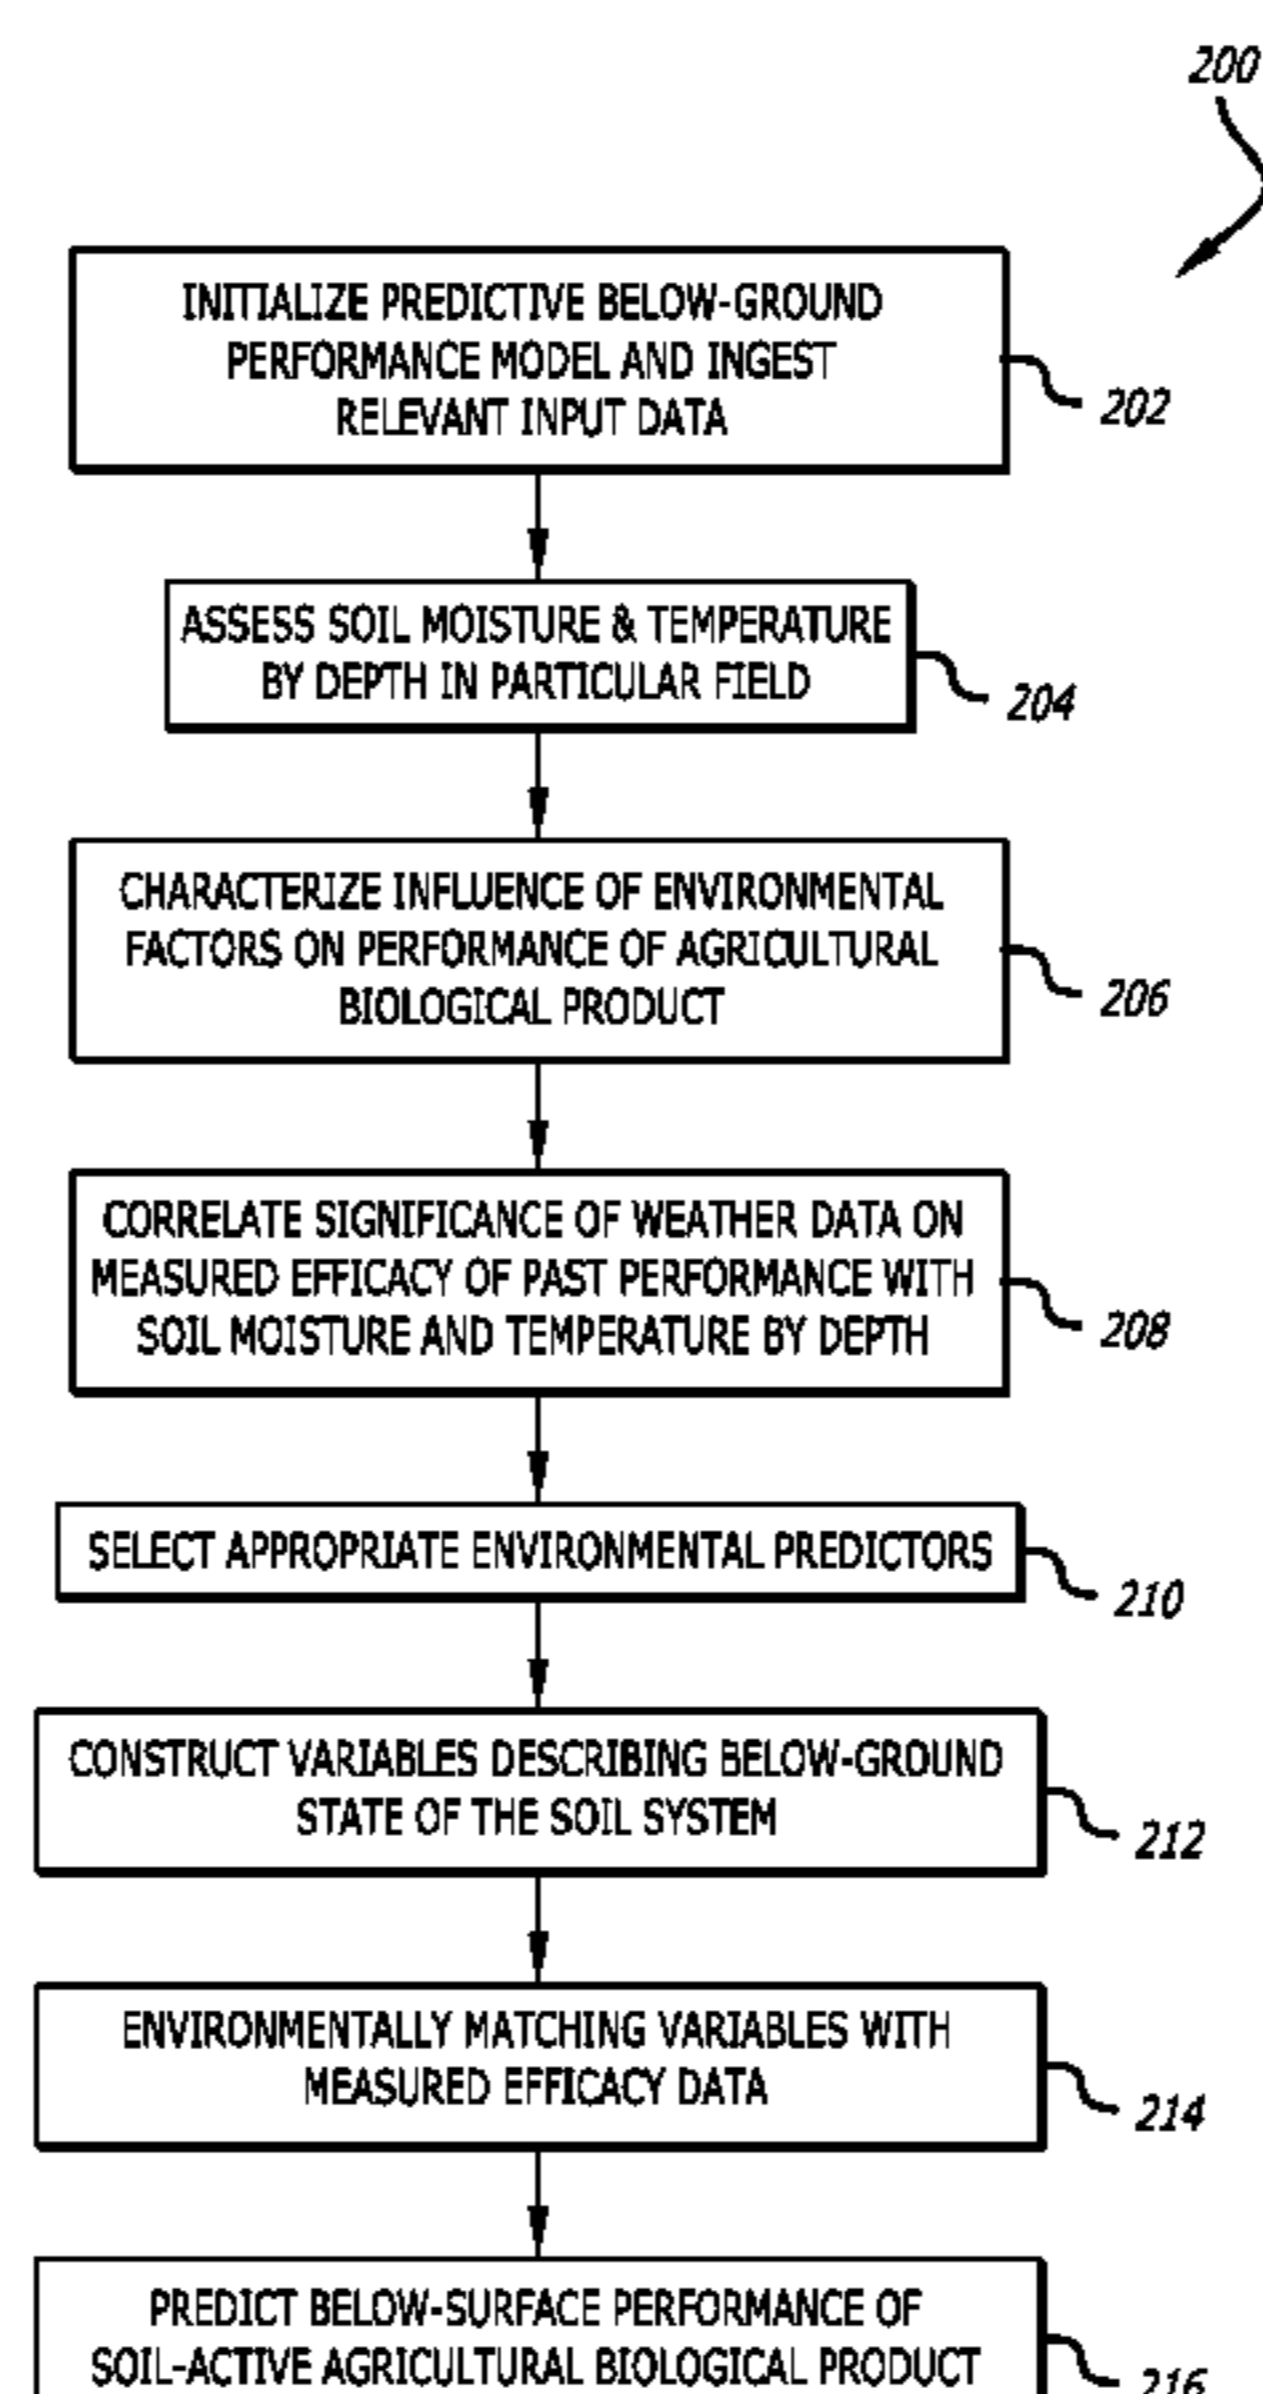 200
INITIALIZE PREDICTIVE BELOW-GROUND
PERFORMANCE MODEL AND INGEST
RELEVANT INPUT DATA
202
ASSESS SOIL MOISTURE & TEMPERATURE
BY DEPTH IN PARTICULAR FIELD
204
CHARACTERIZE INFLUENCE OF ENVIRONMENTAL
FACTORS ON PERFORMANCE OF AGRICULTURAL
BIOLOGICAL PRODUCT
206
CORRELATE SIGNIFICANCE OF WEATHER DATA ON
MEASURED EFFICACY OF PAST PERFORMANCE WITH
SOIL MOISTURE AND TEMPERATURE BY DEPTH
208
SELECT APPROPRIATE ENVIRONMENTAL PREDICTORS
210
CONSTRUCT VARIABLES DESCRIBING BELOW-GROUND
STATE OF THE SOIL SYSTEM
212
ENVIRONMENTALLY MATCHING VARIABLES WITH
MEASURED EFFICACY DATA
214
PREDICT BELOW-SURFACE PERFORMANCE OF
SOIL-ACTIVE AGRICULTURAL BIOLOGICAL PRODUCT
216